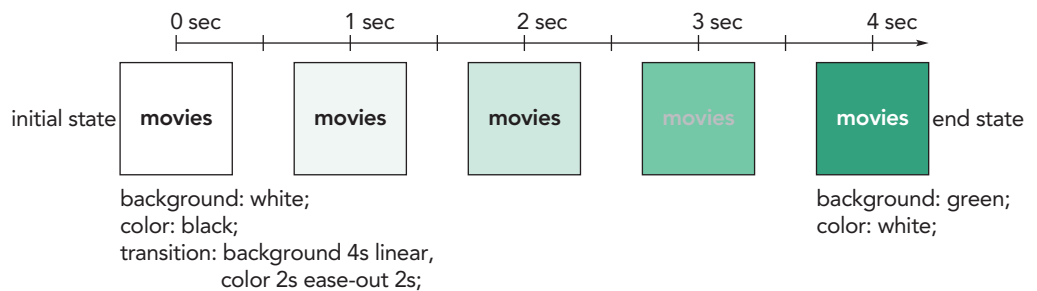 0 sec 1 sec 2 sec 3 sec 4 sec
initial state movies movies movies movies movies end state
background: white;
color: black;
transition: background 4s linear,
color 2s ease-out 2s;
background: green;
color: white;